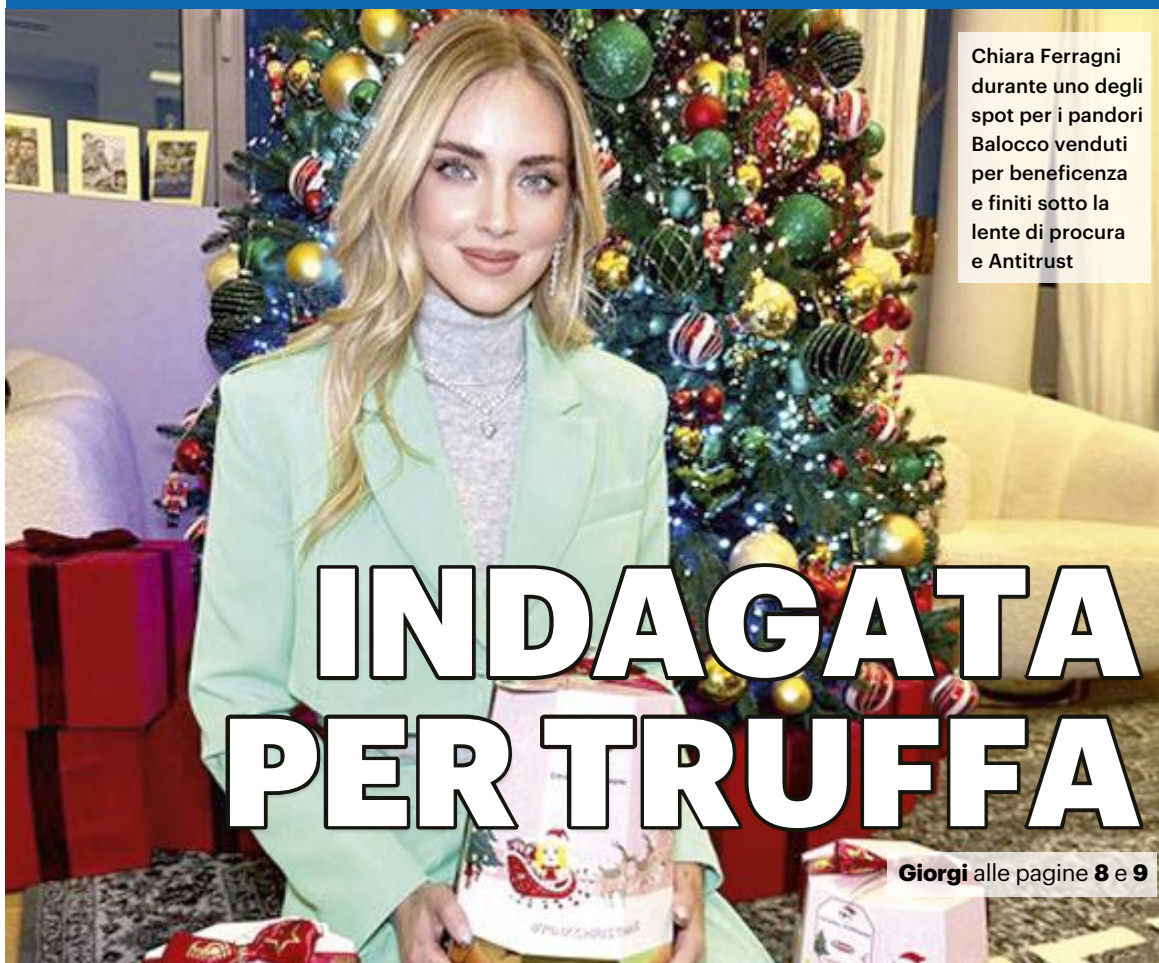 Chiara Ferragni
durante uno degli
spot per i pandori
Balocco venduti
per beneficenza
e finiti sotto la
lente di procura
e Antitrust
INDAGATA
PER TRUFFA
Giorgi alle pagine 8 e 9